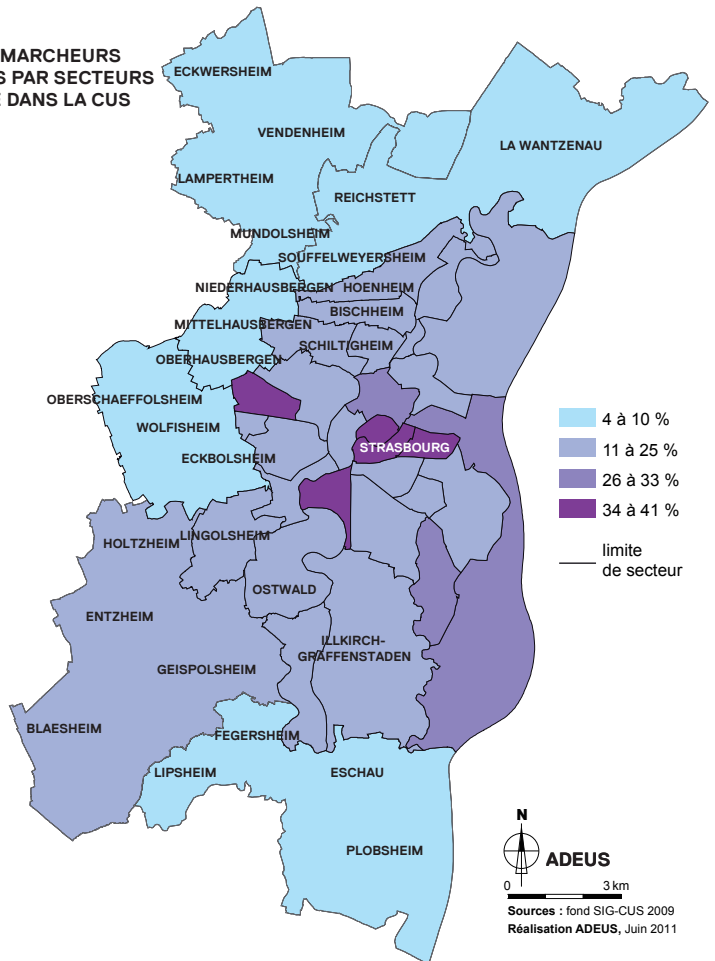 MARCHEURS
S PAR SECTEURS
DANS LA CUS
ECKWERSHEIM
VENDENHEIM
LA WANTZENAU
LAMPERTHEIM
REICHSTETT
MUNDOLSHEIM
SOUFFELWEYERSHEIM
NIEDERHAUSBERGEN
HOENHEIM
BISCHHEIM
MITTELHAUSBERGEN
SCHILTIGHEIM
OBERHAUSBERGEN
OBERSCHAEFFOLSHEIM
WOLFISHEIM
STRASBOURG
ECKBOLSHEIM
4 à 10 %
11 à 25 %
26 à 33 %
34 à 41 %
limite
de secteur
HOLTZHEIM
LINGOLSHEIM
OSTWALD
ENTZHEIM
ILLKIRCH-
GRAFFENSTADEN
GEISPOLSHEIM
BLAESHEIM
FEGERSHEIM
LIPSHEIM
ESCHAU
PLOBSHEIM
N
ADEUS
0 3 km
Sources : fond SIG-CUS 2009
Réalisation ADEUS, Juin 2011